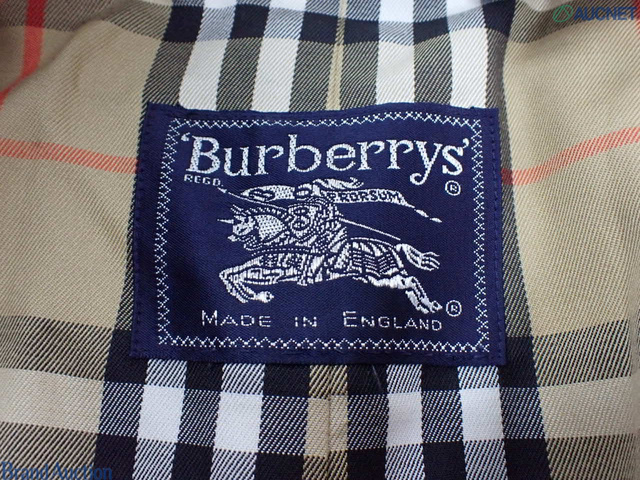 AUCNET
'Burberrys'
REGD.
PRORSUM
®
®
MADE IN ENGLAND
Brand Auction